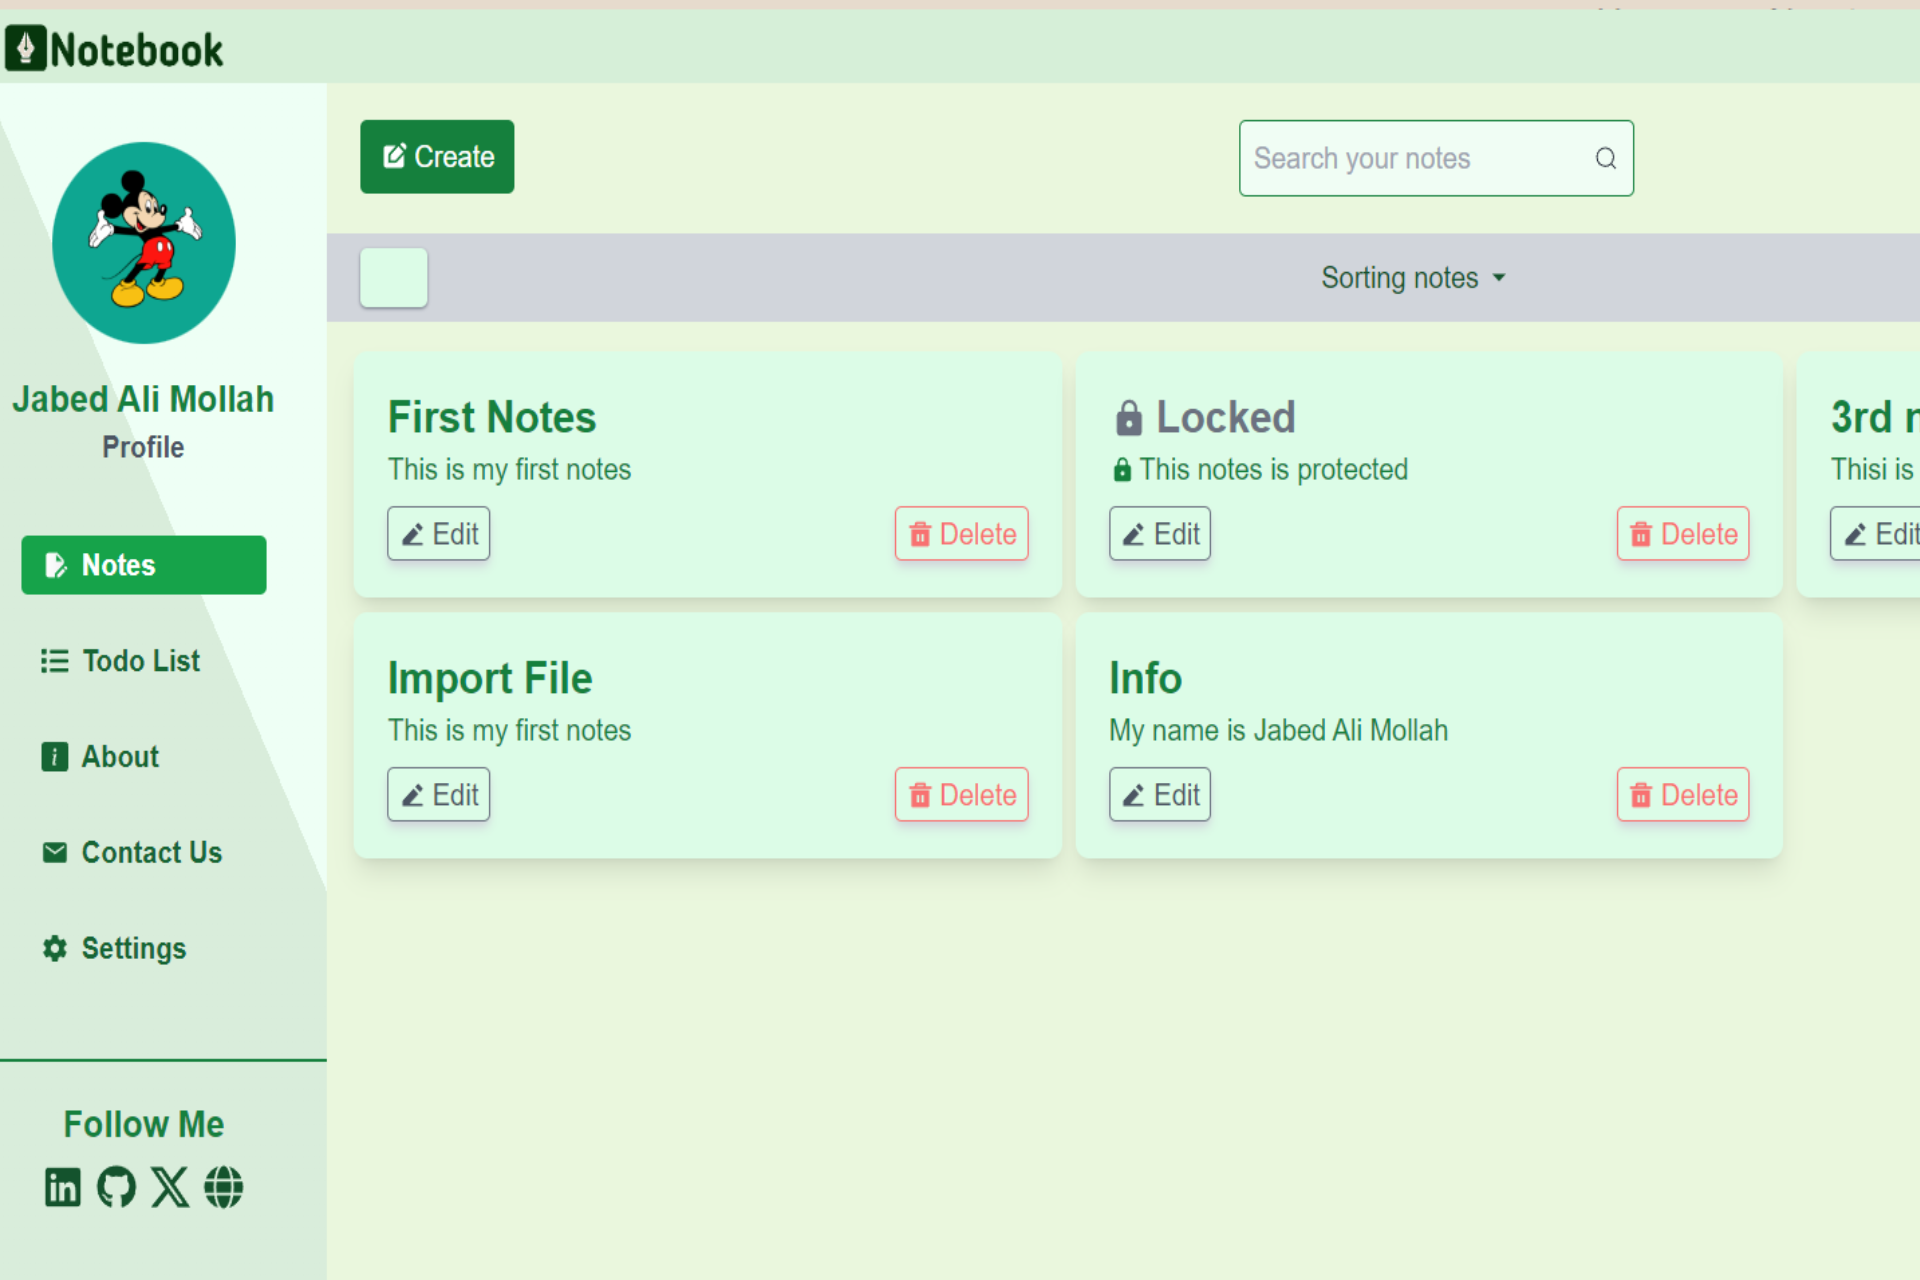 Notebook
Create
Search your notes
Sorting notes
Jabed Ali Mollah
Profile
Notes
Todo List
About
Contact Us
Settings
Follow Me
First Notes
This is my first notes
Edit
Delete
Locked
This notes is protected
Edit
Delete
3rd
Thisi is
Edit
Import File
This is my first notes
Edit
Delete
Info
My name is Jabed Ali Mollah
Edit
Delete